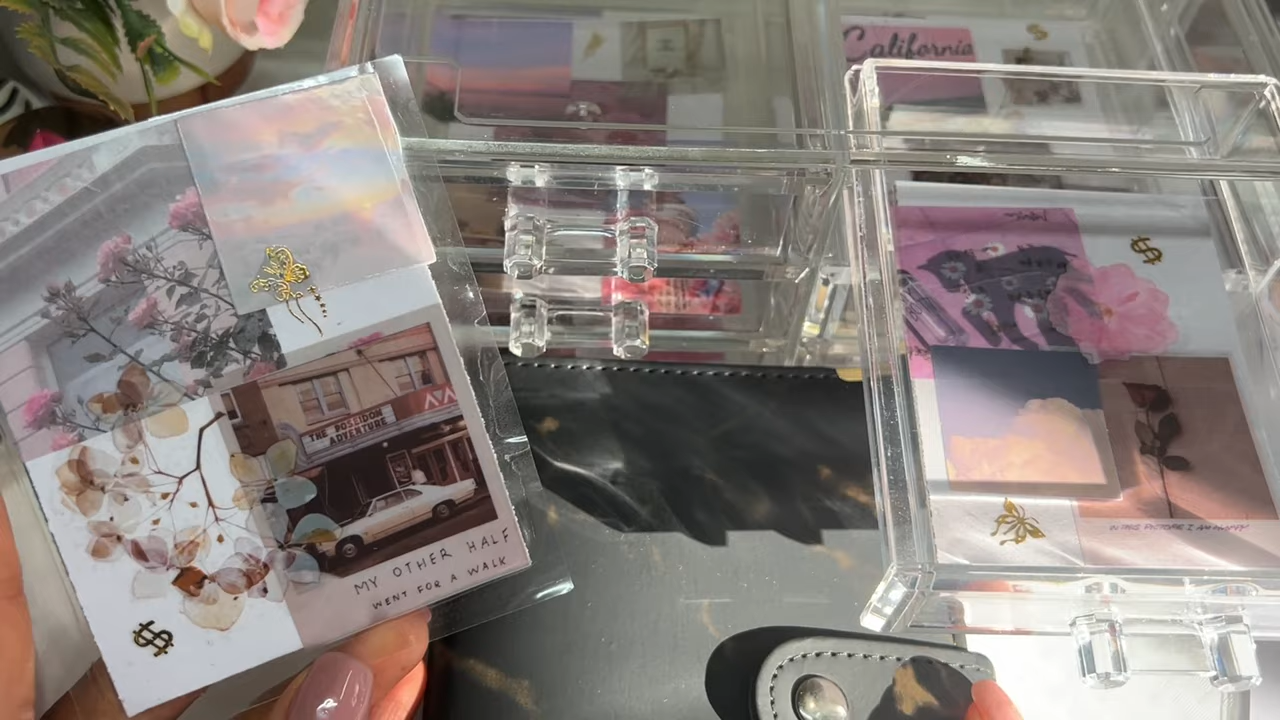 California
$
$
THE POSEIDON
ADVENTURE
MY OTHER HALF
WENT FOR A WALK
$
IN THIS PICTURE I AM HAPPY